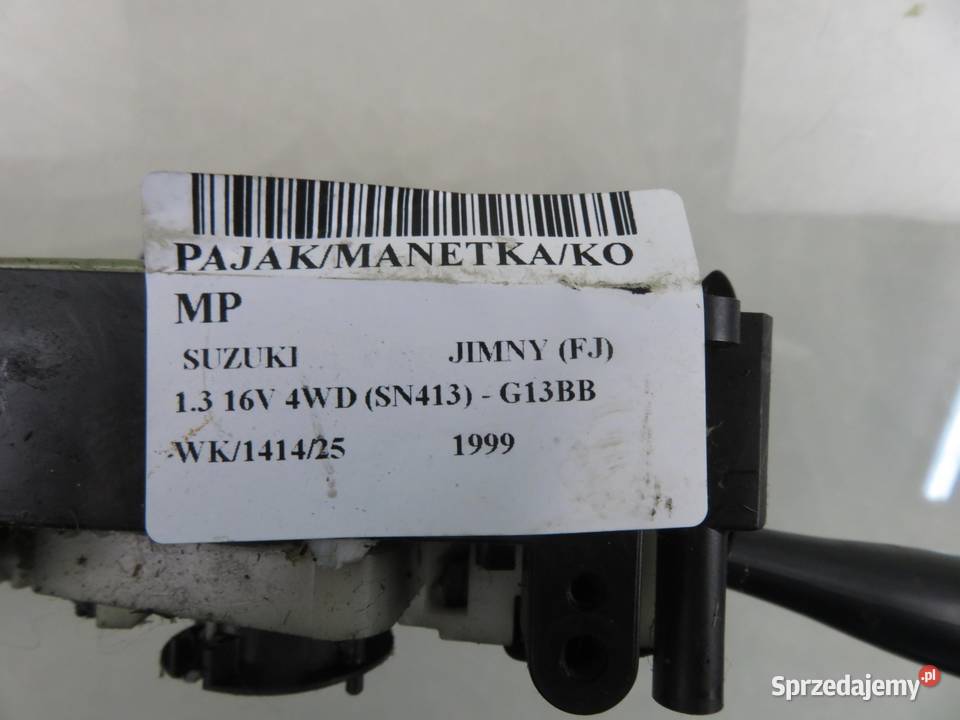 PAJAK/MANETKA/KO
MP
SUZUKI JIMNY (FJ)
1.3 16V 4WD (SN413) - G13BB
WK/1414/25 1999
Sprzedajemy.pl